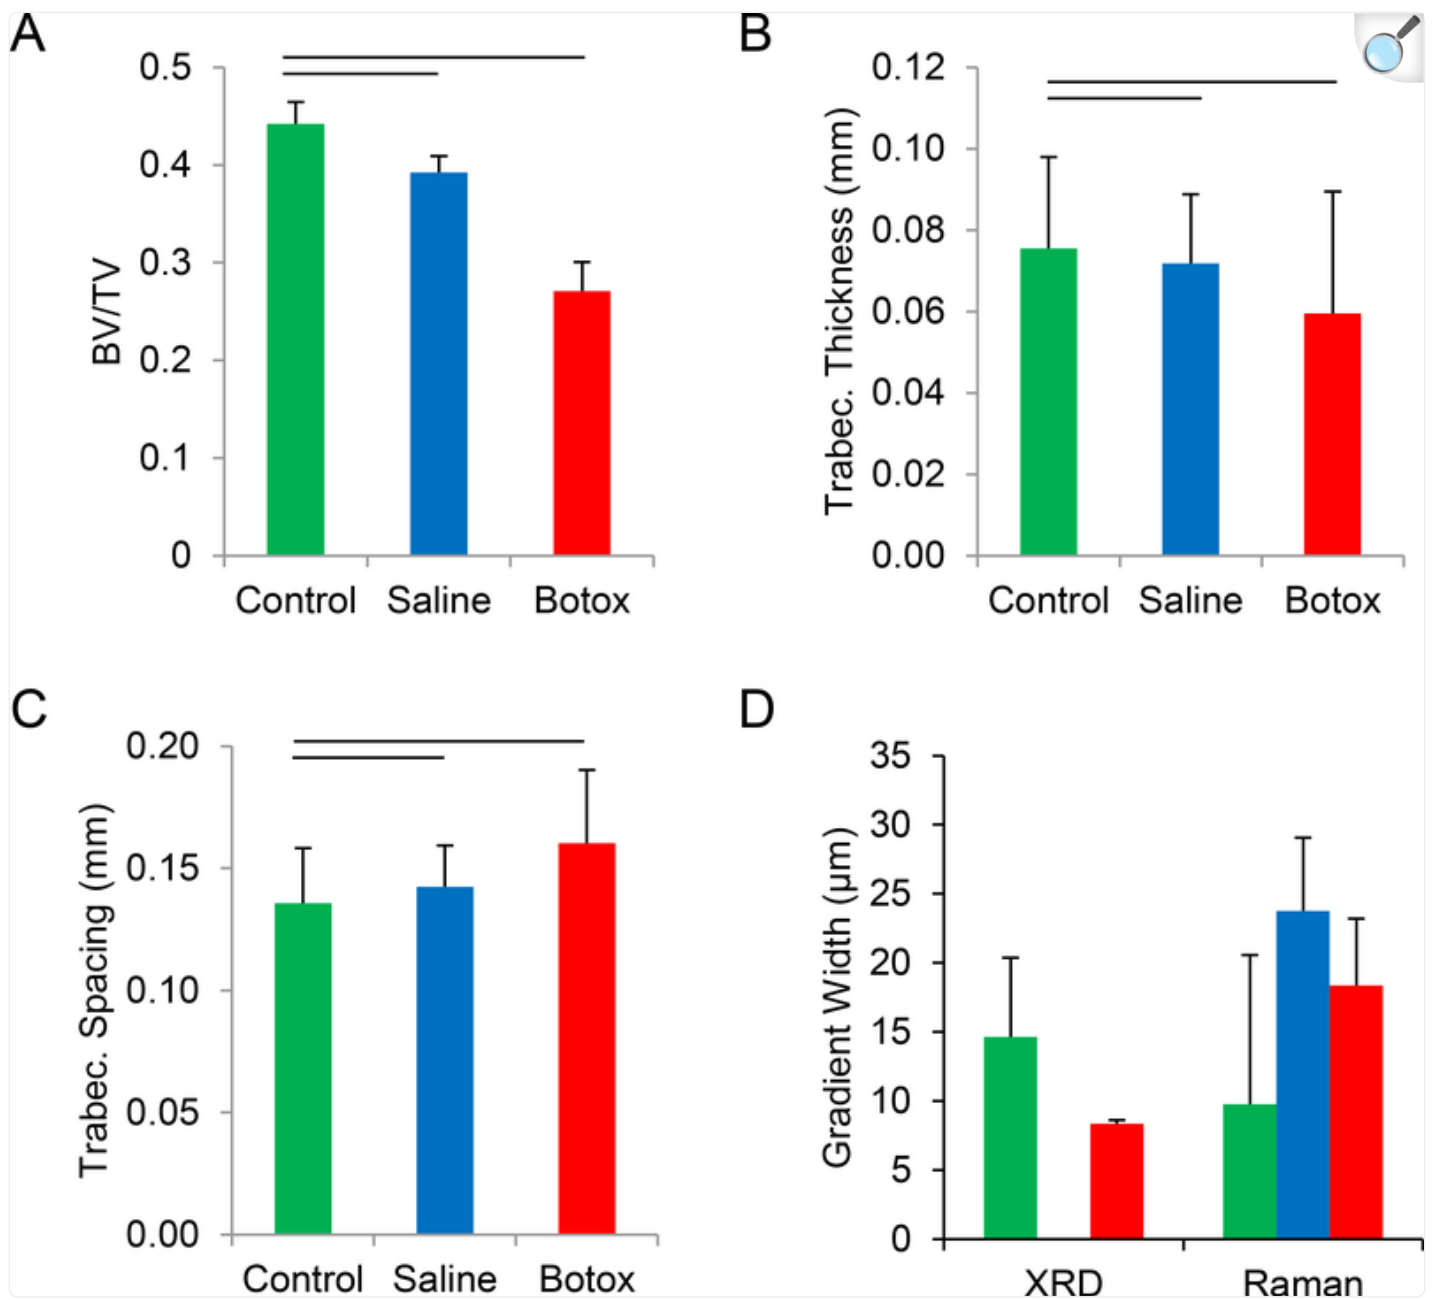 A
BV/TV
0.5
0.4
0.3
0.2
0.1
0
Control Saline Botox
B
Trabec. Thickness (mm)
0.12
0.10
0.08
0.06
0.04
0.02
0.00
Control Saline Botox
C
Trabec. Spacing (mm)
0.20
0.15
0.10
0.05
0.00
Control Saline Botox
D
Gradient Width (µm)
35
30
25
20
15
10
5
0
XRD Raman